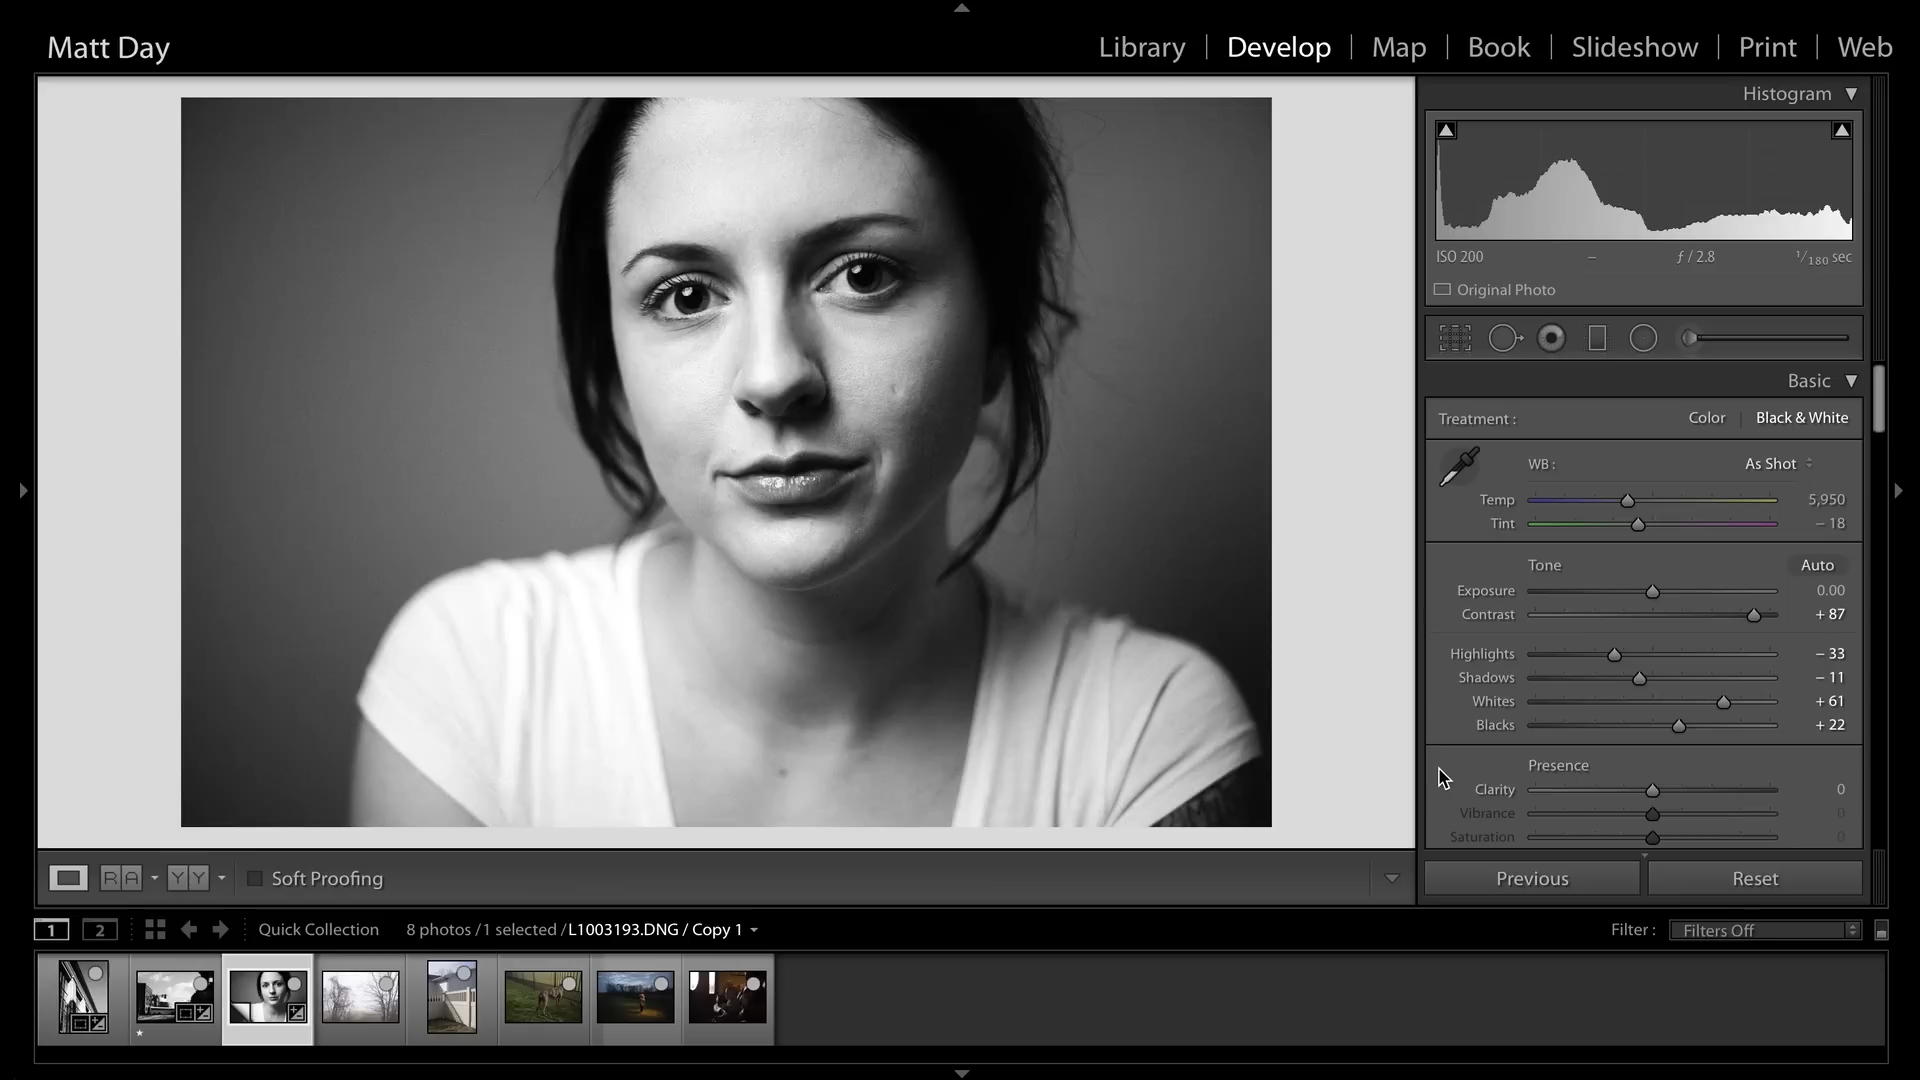 Matt Day
Library | Develop | Map | Book | Slideshow | Print | Web
Histogram
ISO 200 – ƒ / 2.8 1/180 sec
Original Photo
Basic
Treatment : Color | Black & White
WB : As Shot
Temp 5,950
Tint – 18
Tone Auto
Exposure 0.00
Contrast + 87
Highlights – 33
Shadows – 11
Whites + 61
Blacks + 22
Presence
Clarity 0
Vibrance 0
Saturation 0
R A Y Y Soft Proofing
Previous Reset
1 2 Quick Collection 8 photos / 1 selected / L1003193.DNG / Copy 1 Filter : Filters Off